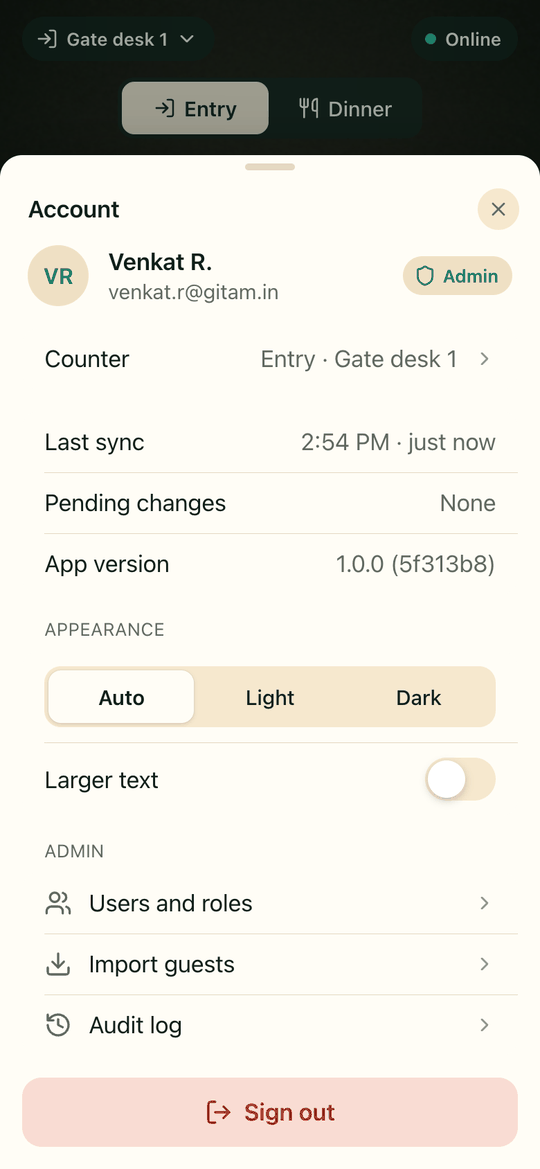 Gate desk 1
Online
Entry
Dinner
Account
VR
Venkat R.
venkat.r@gitam.in
Admin
Counter
Entry · Gate desk 1
Last sync
2:54 PM · just now
Pending changes
None
App version
1.0.0 (5f313b8)
APPEARANCE
Auto
Light
Dark
Larger text
ADMIN
Users and roles
Import guests
Audit log
Sign out